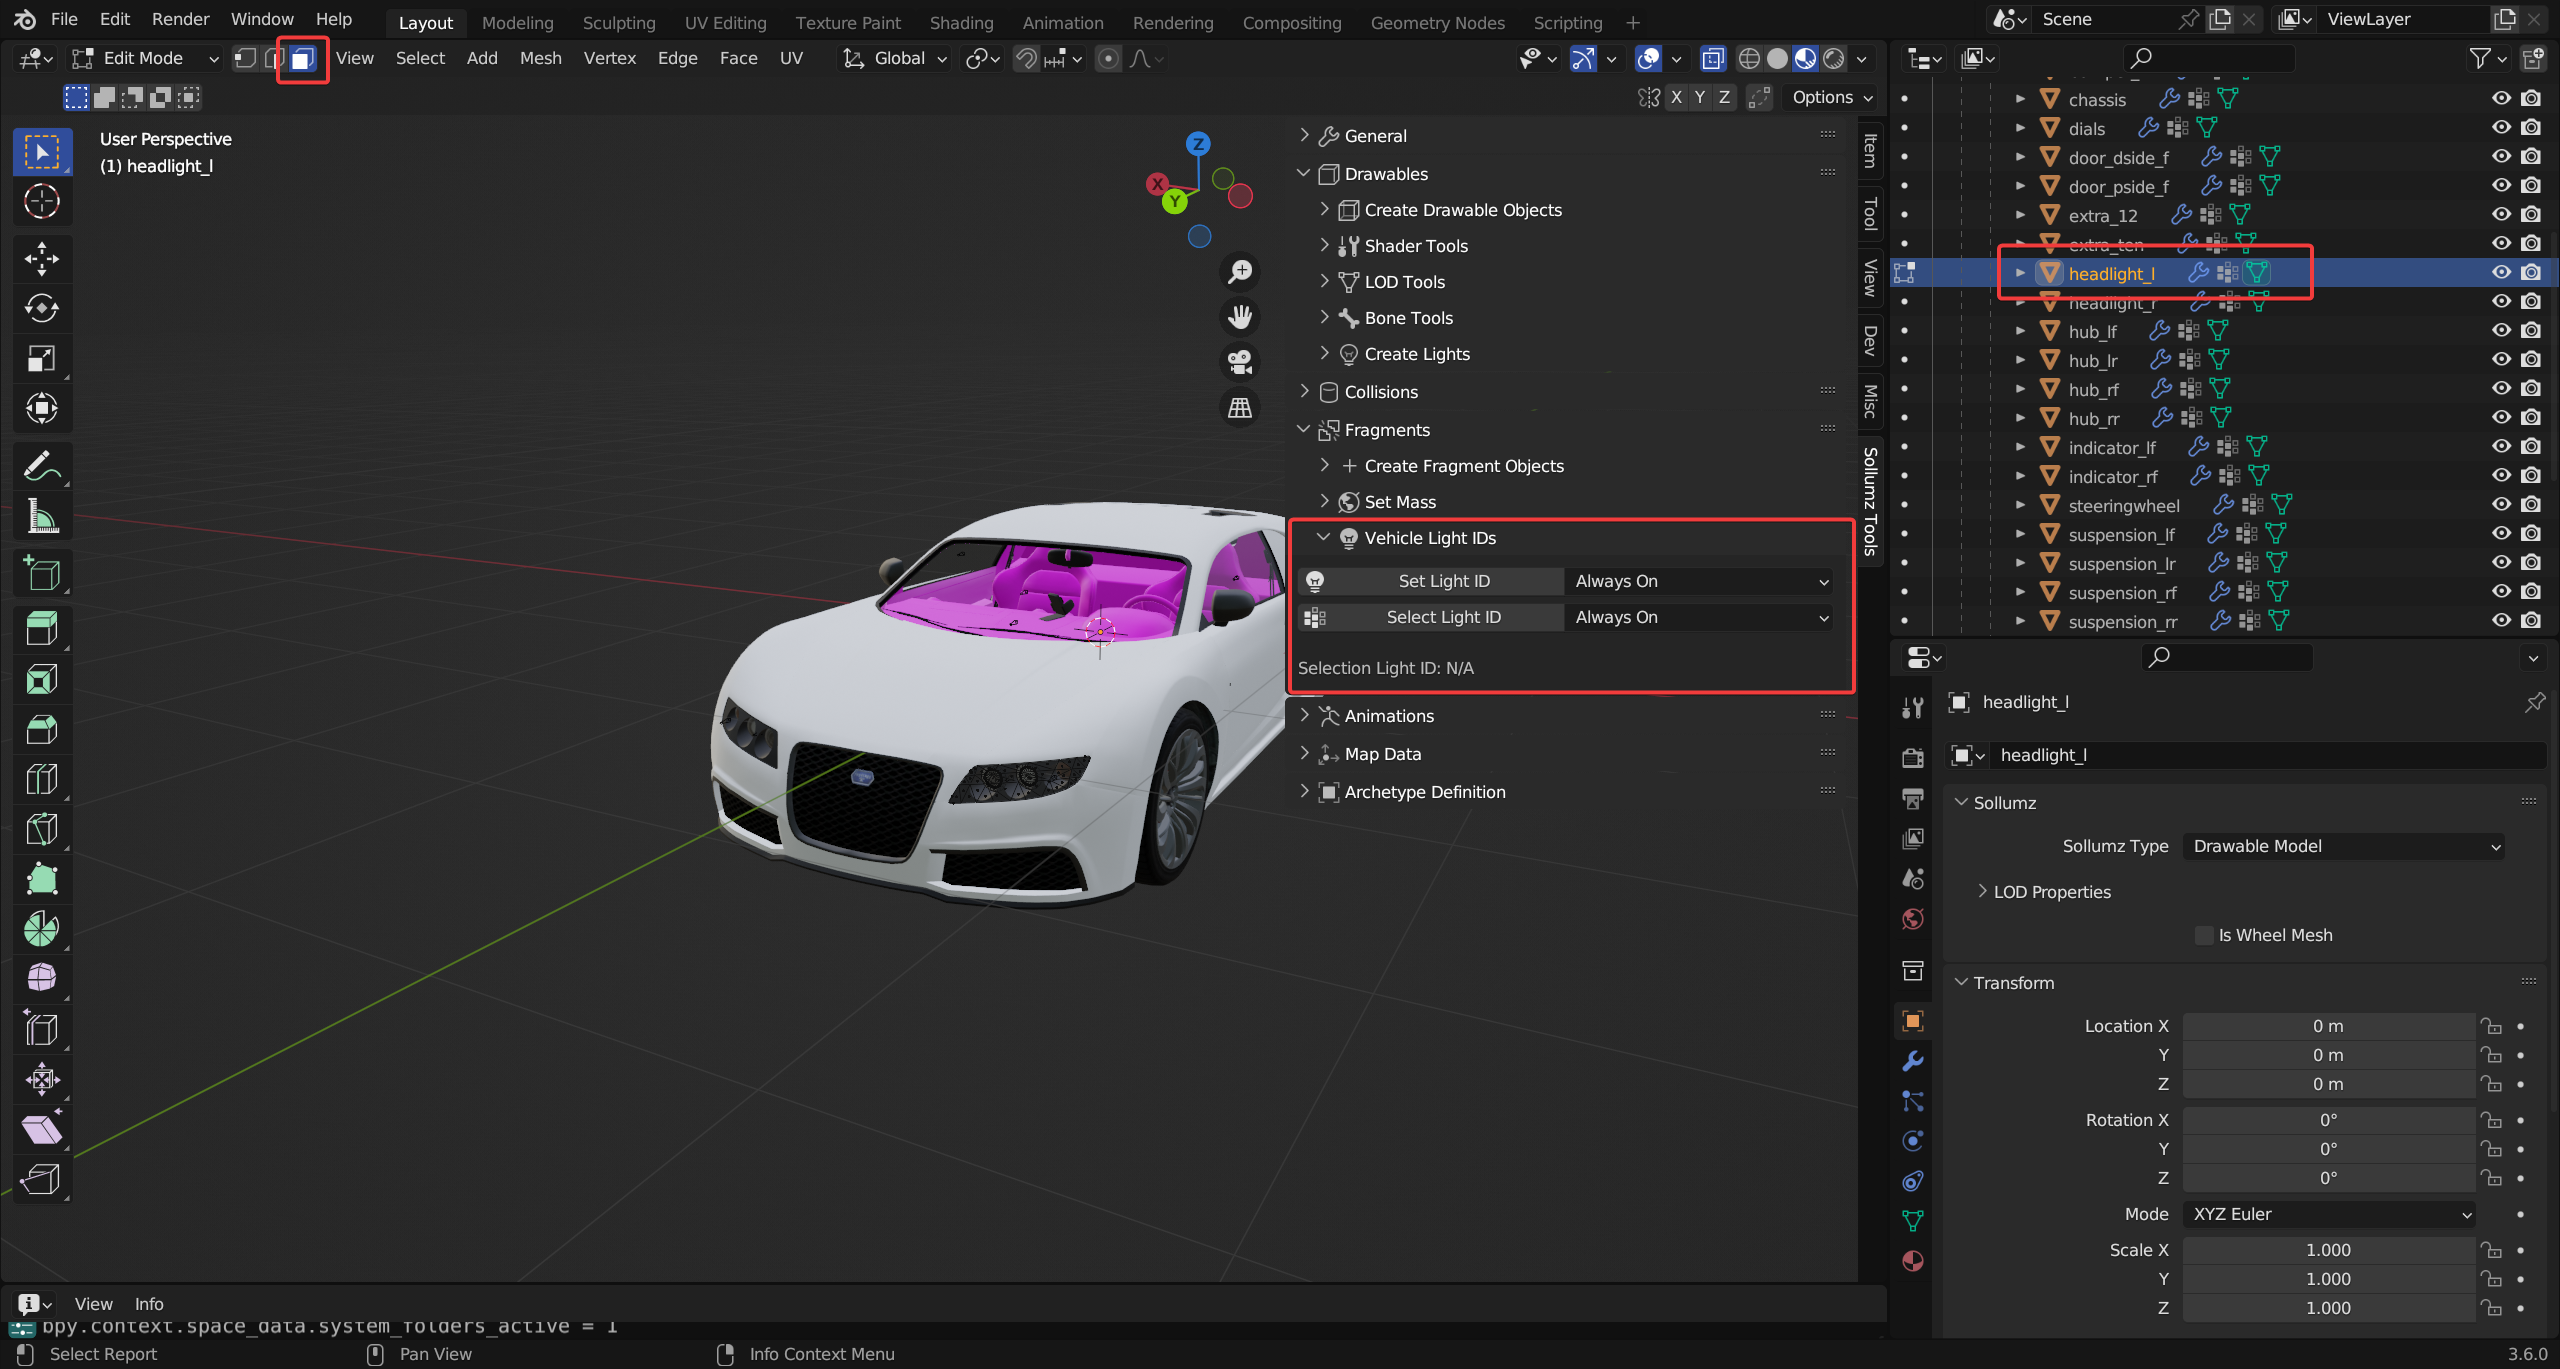 File Edit Render Window Help Layout Modeling Sculpting UV Editing Texture Paint Shading Animation Rendering Compositing Geometry Nodes Scripting + Scene ViewLayer
Edit Mode View Select Add Mesh Vertex Edge Face UV Global
X Y Z Options
User Perspective
(1) headlight_l
Z
X
Y
General
Drawables
Create Drawable Objects
Shader Tools
LOD Tools
Bone Tools
Create Lights
Collisions
Fragments
Create Fragment Objects
Set Mass
Vehicle Light IDs
Set Light ID Always On
Select Light ID Always On
Selection Light ID: N/A
Animations
Map Data
Archetype Definition
Item
Tool
View
Dev
Misc
Sollumz Tools
chassis
dials
door_dside_f
door_pside_f
extra_12
extra_ten
headlight_l
headlight_r
hub_lf
hub_lr
hub_rf
hub_rr
indicator_lf
indicator_rf
steeringwheel
suspension_lf
suspension_lr
suspension_rf
suspension_rr
headlight_l
headlight_l
Sollumz
Sollumz Type Drawable Model
LOD Properties
Is Wheel Mesh
Transform
Location X 0 m
Y 0 m
Z 0 m
Rotation X 0°
Y 0°
Z 0°
Mode XYZ Euler
Scale X 1.000
Y 1.000
Z 1.000
View Info
bpy.context.space_data.system_folders_active = 1
Select Report Pan View Info Context Menu 3.6.0